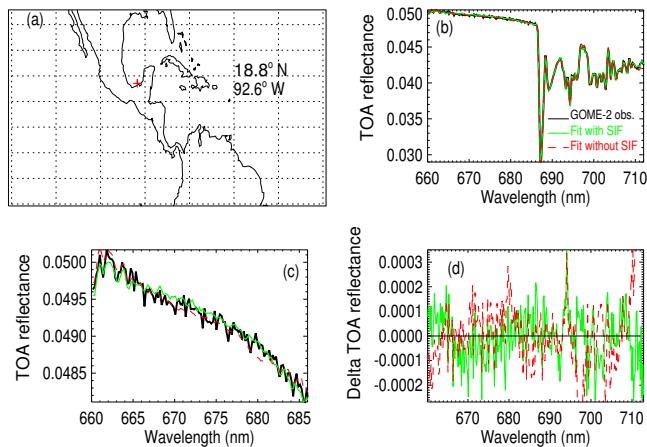 (a)
18.8° N
92.6° W
(b)
TOA reflectance
0.050
0.045
0.040
0.035
0.030
GOME-2 obs.
Fit with SIF
Fit without SIF
660 670 680 690 700 710
Wavelength (nm)
(c)
TOA reflectance
0.0500
0.0495
0.0490
0.0485
660 665 670 675 680 685
Wavelength (nm)
(d)
Delta TOA reflectance
0.0003
0.0002
0.0001
0.0000
-0.0001
-0.0002
660 670 680 690 700 710
Wavelength (nm)